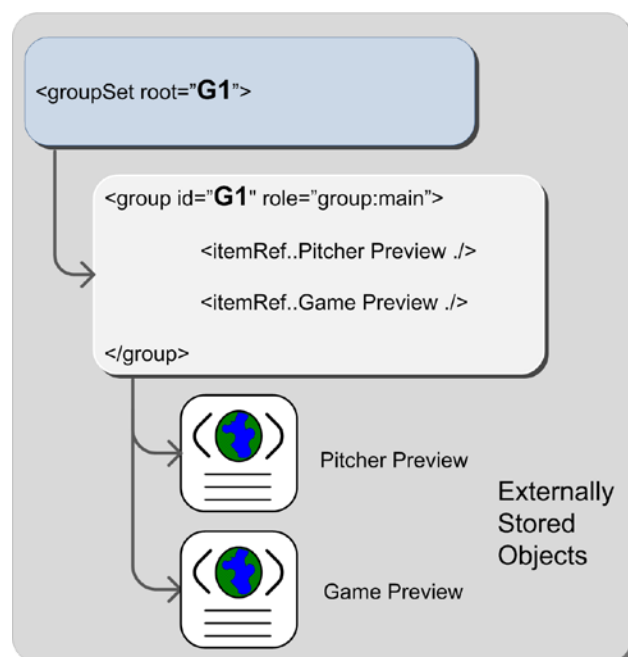 <groupSet root=”G1”>
<group id=”G1" role=”group:main”>
<itemRef..Pitcher Preview ./>
<itemRef..Game Preview ./>
</group>
Pitcher Preview
Externally
Stored
Objects
Game Preview